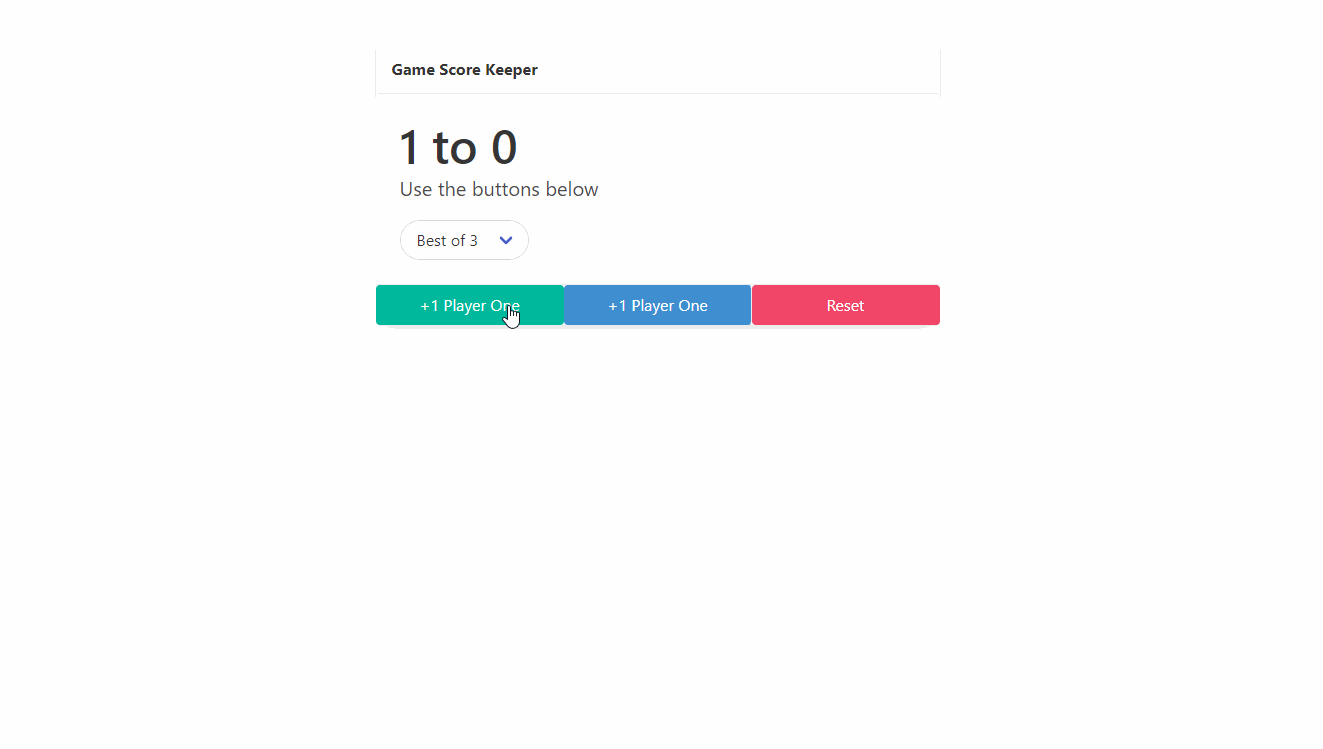 Game Score Keeper
1 to 0
Use the buttons below
Best of 3
+1 Player One +1 Player One Reset